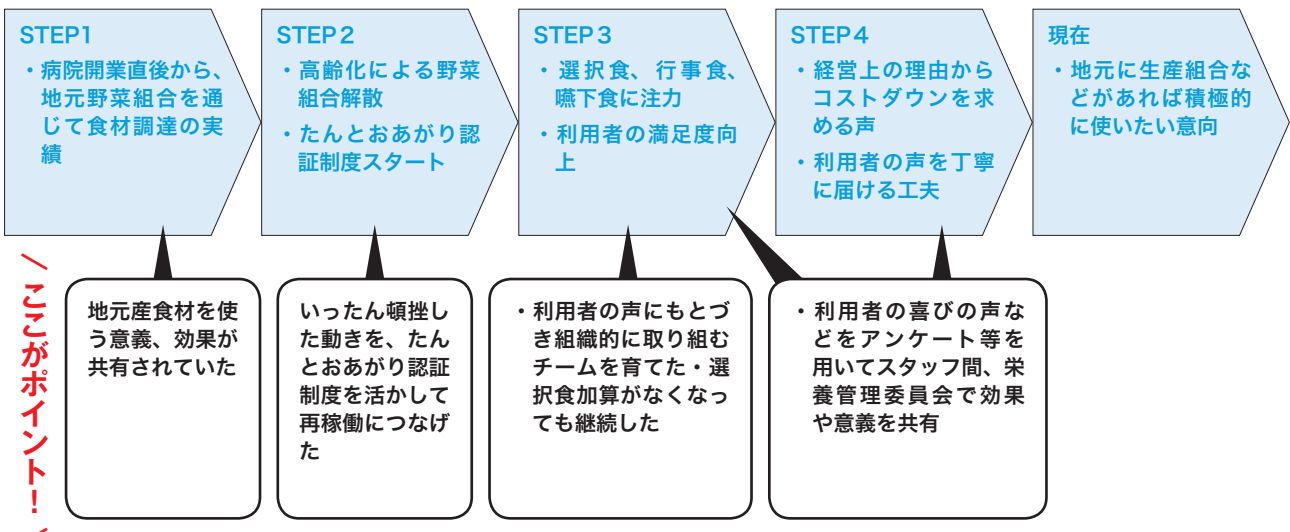 STEP1
・病院開業直後から、
地元野菜組合を通
じて食材調達の実
績
STEP2
・高齢化による野菜
組合解散
・たんとおあがり認
証制度スタート
STEP3
・選択食、行事食、
嚥下食に注力
・利用者の満足度向
上
STEP4
・経営上の理由から
コストダウンを求
める声
・利用者の声を丁寧
に届ける工夫
現在
・地元に生産組合な
どがあれば積極的
に使いたい意向
ここがポイント！
地元産食材を使
う意義、効果が
共有されていた
いったん頓挫し
た動きを、たん
とおあがり認証
制度を活かして
再稼働につなげ
た
・利用者の声にもとづ
き組織的に取り組む
チームを育てた・選
択食加算がなくなっ
ても継続した
・利用者の喜びの声な
どをアンケート等を
用いてスタッフ間、栄
養管理委員会で効果
や意義を共有